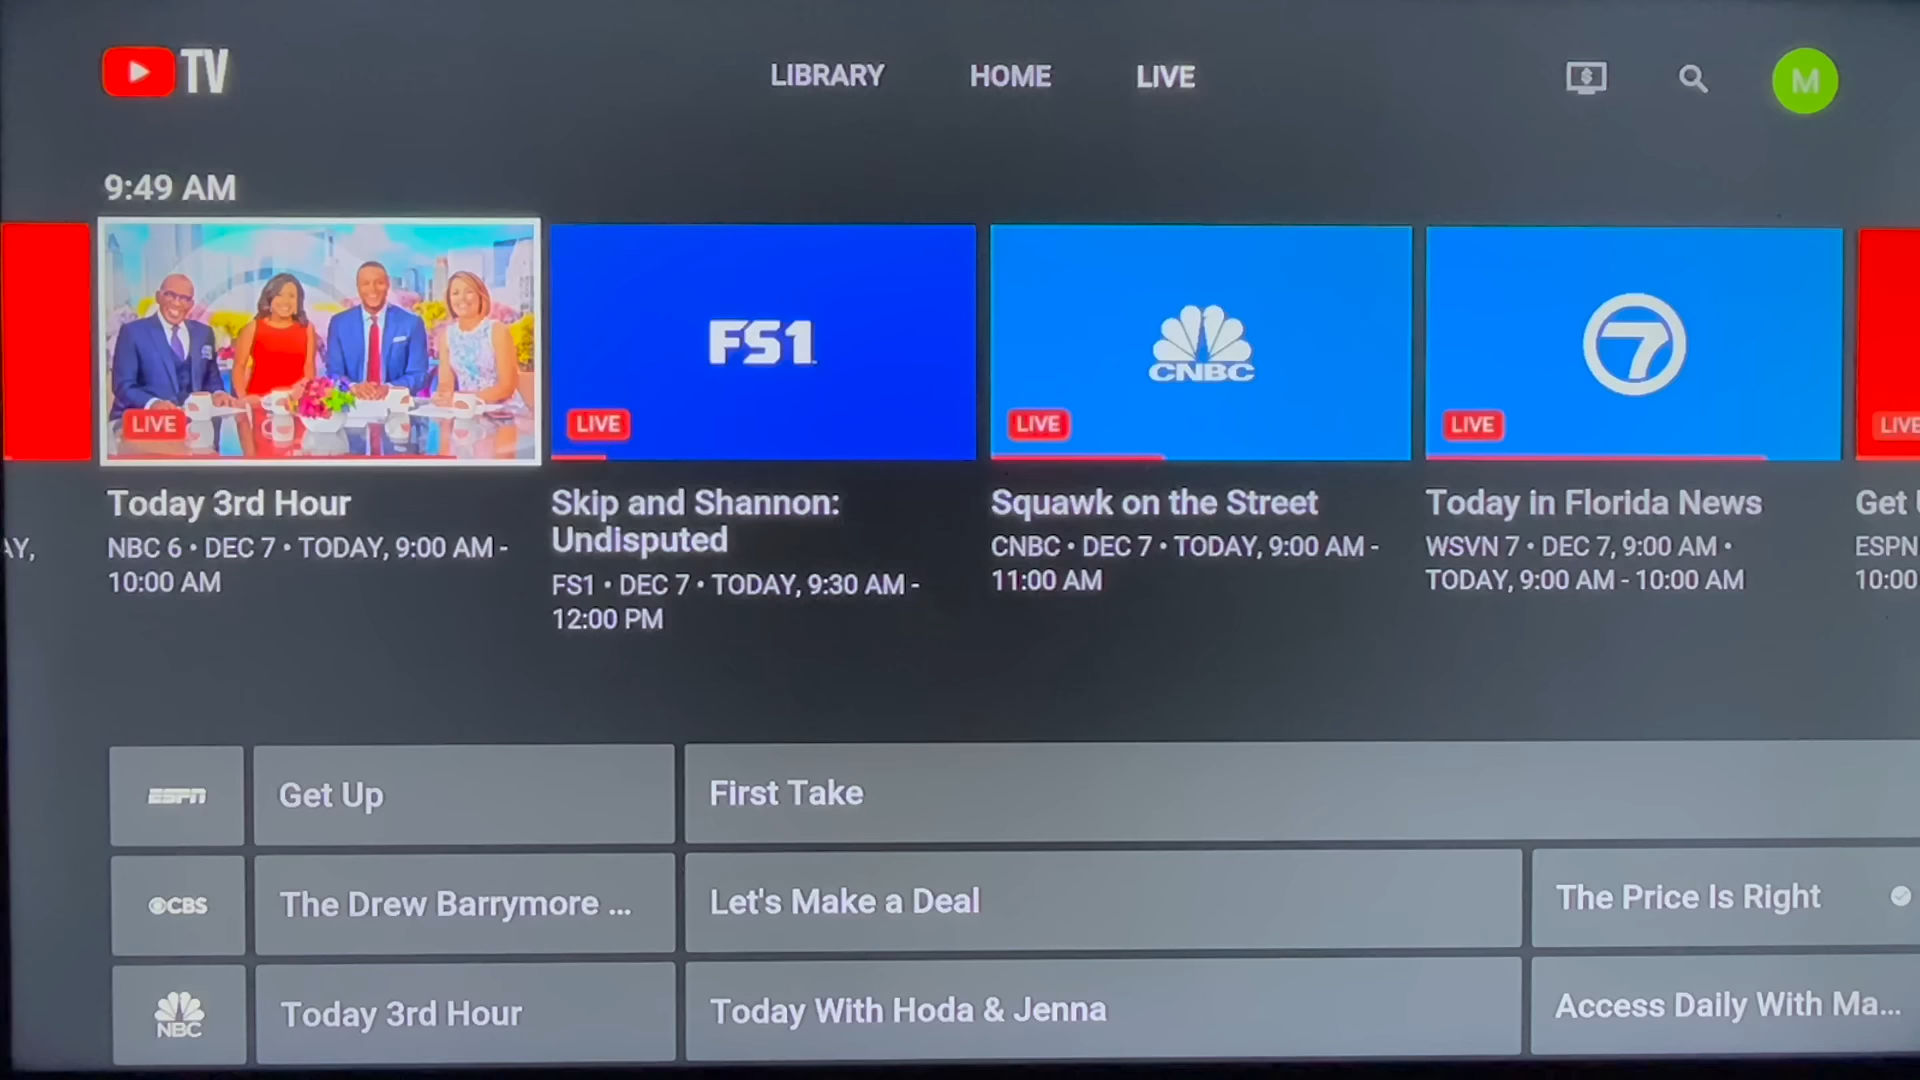 TV
LIBRARY
HOME
LIVE
M
9:49 AM
LIVE
FS1
LIVE
CNBC
LIVE
7
LIVE
LIVE
AY,
Today 3rd Hour
NBC 6 • DEC 7 • TODAY, 9:00 AM -
10:00 AM
Skip and Shannon:
Undisputed
FS1 • DEC 7 • TODAY, 9:30 AM -
12:00 PM
Squawk on the Street
CNBC • DEC 7 • TODAY, 9:00 AM -
11:00 AM
Today in Florida News
WSVN 7 • DEC 7, 9:00 AM •
TODAY, 9:00 AM - 10:00 AM
Get
ESPN
10:00
ESPN
Get Up
First Take
CBS
The Drew Barrymore ...
Let's Make a Deal
The Price Is Right
NBC
Today 3rd Hour
Today With Hoda & Jenna
Access Daily With Ma...